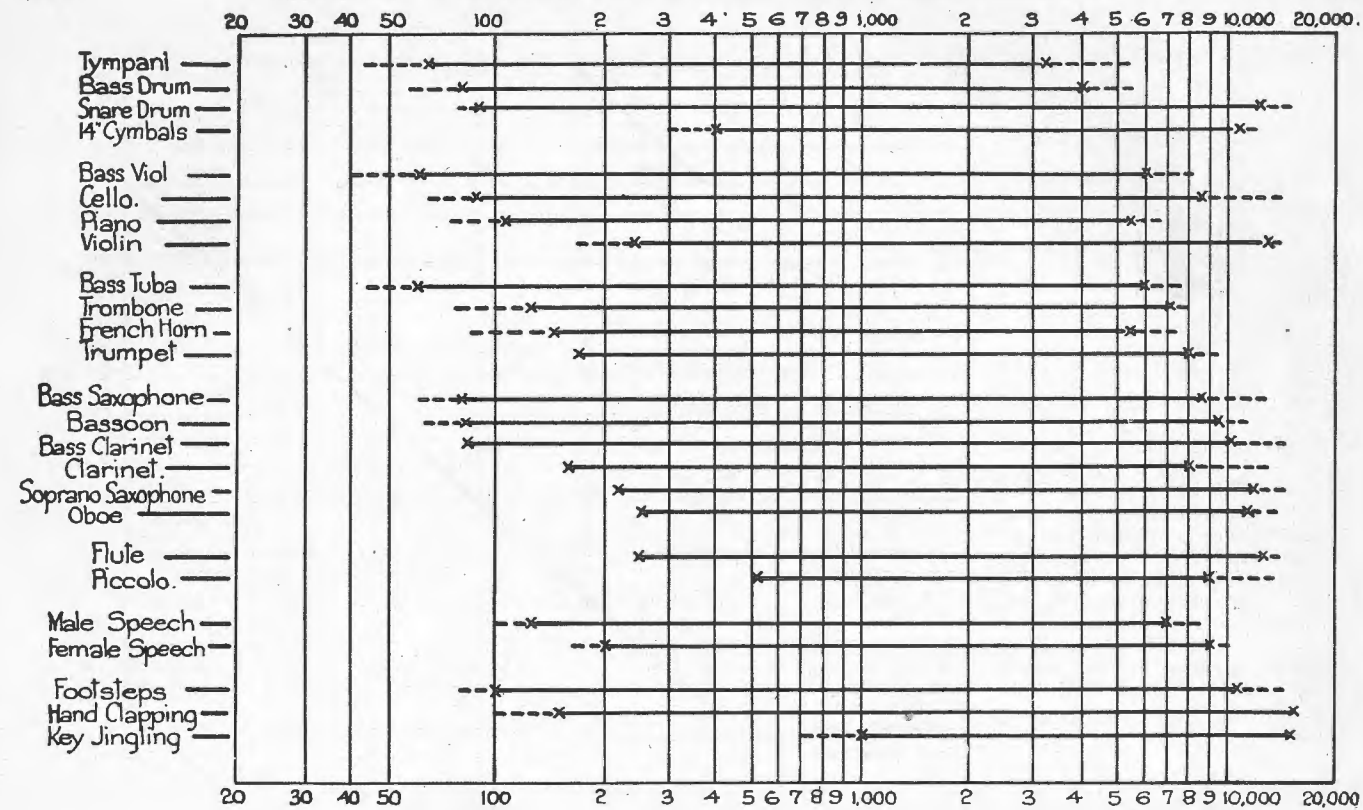 20 30 40 50 100 2 3 4 5 6 7 8 9 1,000 2 3 4 5 6 7 8 9 10,000 20,000.
Tympani
Bass Drum
Snare Drum
14" Cymbals
Bass Viol
Cello.
Piano
Violin
Bass Tuba
Trombone
French Horn
Trumpet
Bass Saxophone
Bassoon
Bass Clarinet
Clarinet.
Soprano Saxophone
Oboe
Flute
Piccolo.
Male Speech
Female Speech
Footsteps
Hand Clapping
Key Jingling
20 30 40 50 100 2 3 4 5 6 7 8 9 1,000 2 3 4 5 6 7 8 9 10,000 20,000